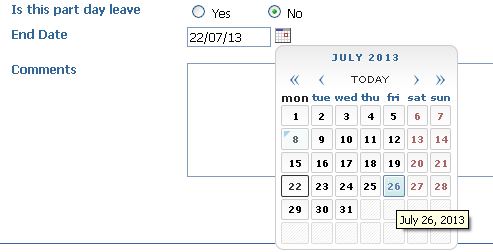 Is this part day leave Yes No
End Date 22/07/13
JULY 2013
« ‹ TODAY › »
mon tue wed thu fri sat sun
1 2 3 4 5 6 7
Comments
8 9 10 11 12 13 14
15 16 17 18 19 20 21
22 23 24 25 26 27 28
29 30 31
July 26, 2013